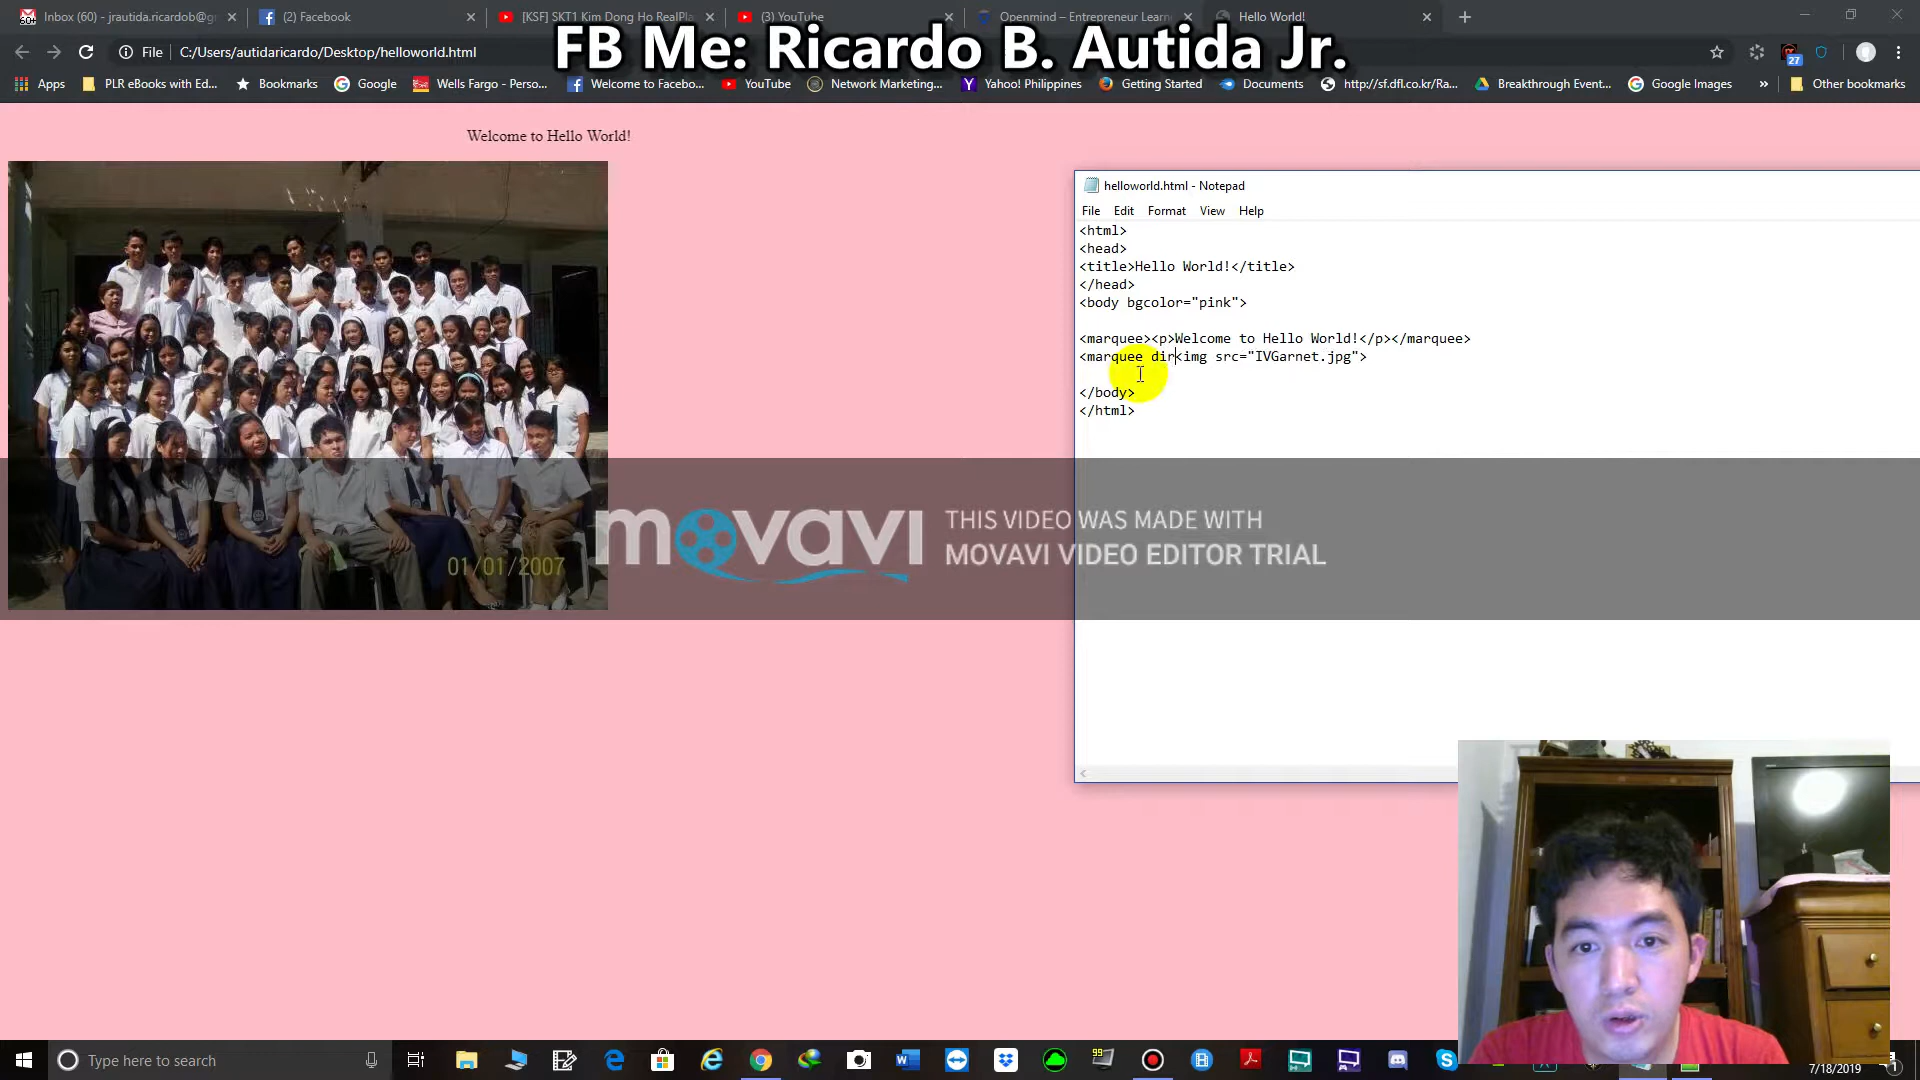 Inbox (60) - jrautida.ricardob@g
(2) Facebook
[KSF] SKT1 Kim Dong Ho RealPla
(3) YouTube
Openmind – Entrepreneur Learn
Hello World!
FB Me: Ricardo B. Autida Jr.
File
C:/Users/autidaricardo/Desktop/helloworld.html
27
Apps
PLR eBooks with Ed...
Bookmarks
Google
Wells Fargo - Perso...
Welcome to Facebo...
YouTube
Network Marketing...
Yahoo! Philippines
Getting Started
Documents
http://sf.dfl.co.kr/Ra...
Breakthrough Event...
Google Images
»
Other bookmarks
Welcome to Hello World!
01/01/2007
helloworld.html - Notepad
File Edit Format View Help
<html>
<head>
<title>Hello World!</title>
</head>
<body bgcolor="pink">
<marquee><p>Welcome to Hello World!</p></marquee>
<marquee dir<img src="IVGarnet.jpg">
</body>
</html>
movavi
THIS VIDEO WAS MADE WITH
MOVAVI VIDEO EDITOR TRIAL
Type here to search
99
7/18/2019
1